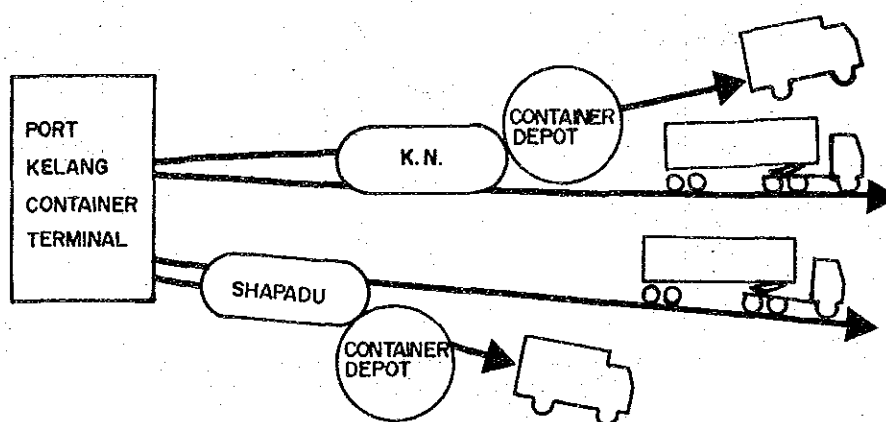 PORT
KELANG
CONTAINER
TERMINAL
K. N.
CONTAINER
DEPOT
SHAPADU
CONTAINER
DEPOT